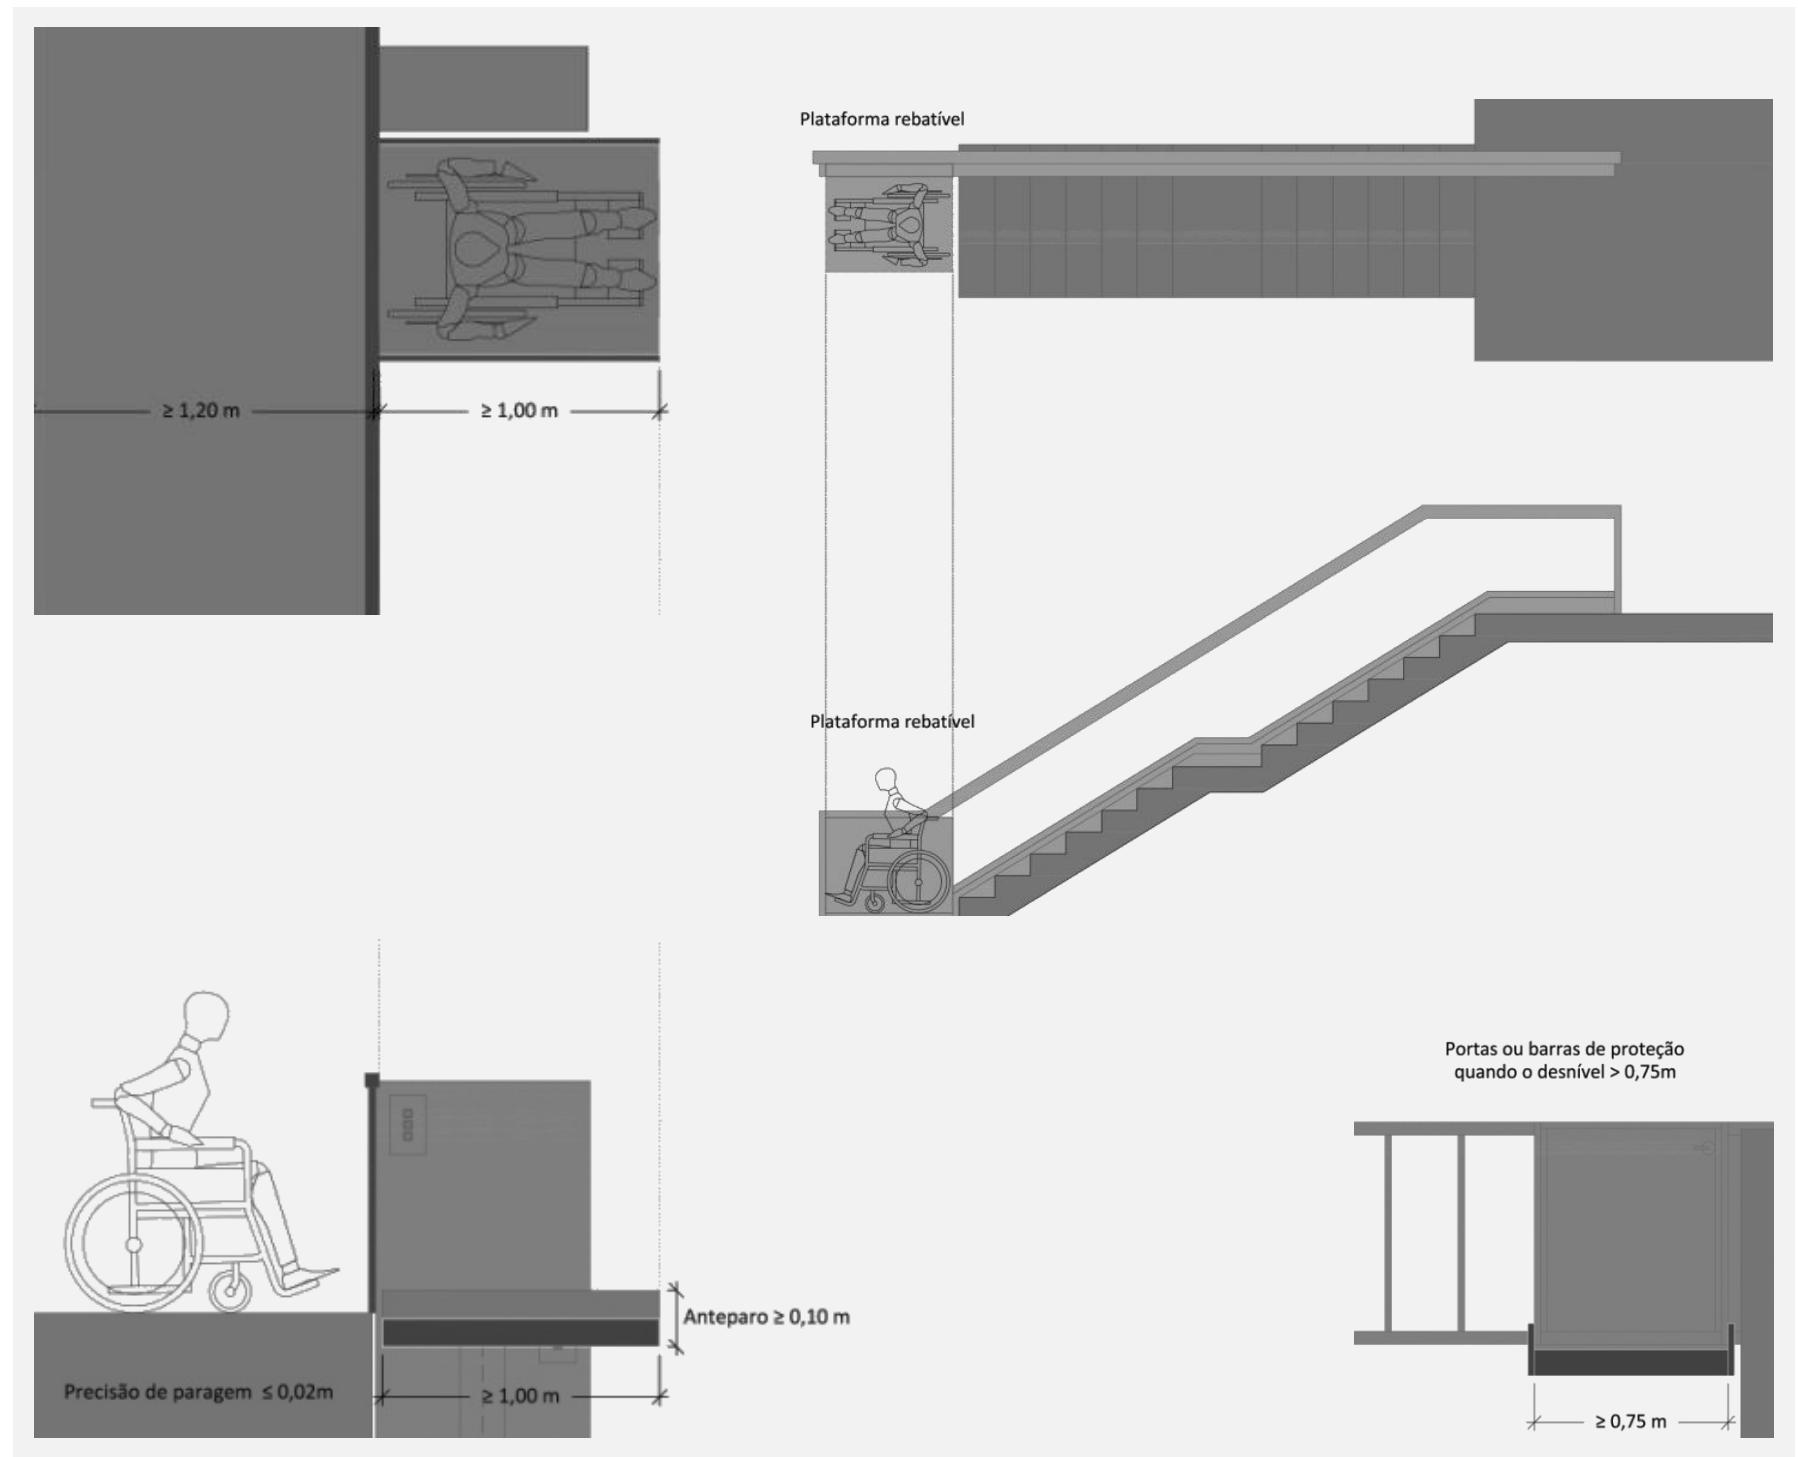 Plataforma rebatível
≥ 1,20 m
≥ 1,00 m
Plataforma rebatível
Portas ou barras de proteção
quando o desnível > 0,75m
Anteparo ≥ 0,10 m
Precisão de paragem ≤ 0,02m
≥ 1,00 m
≥ 0,75 m